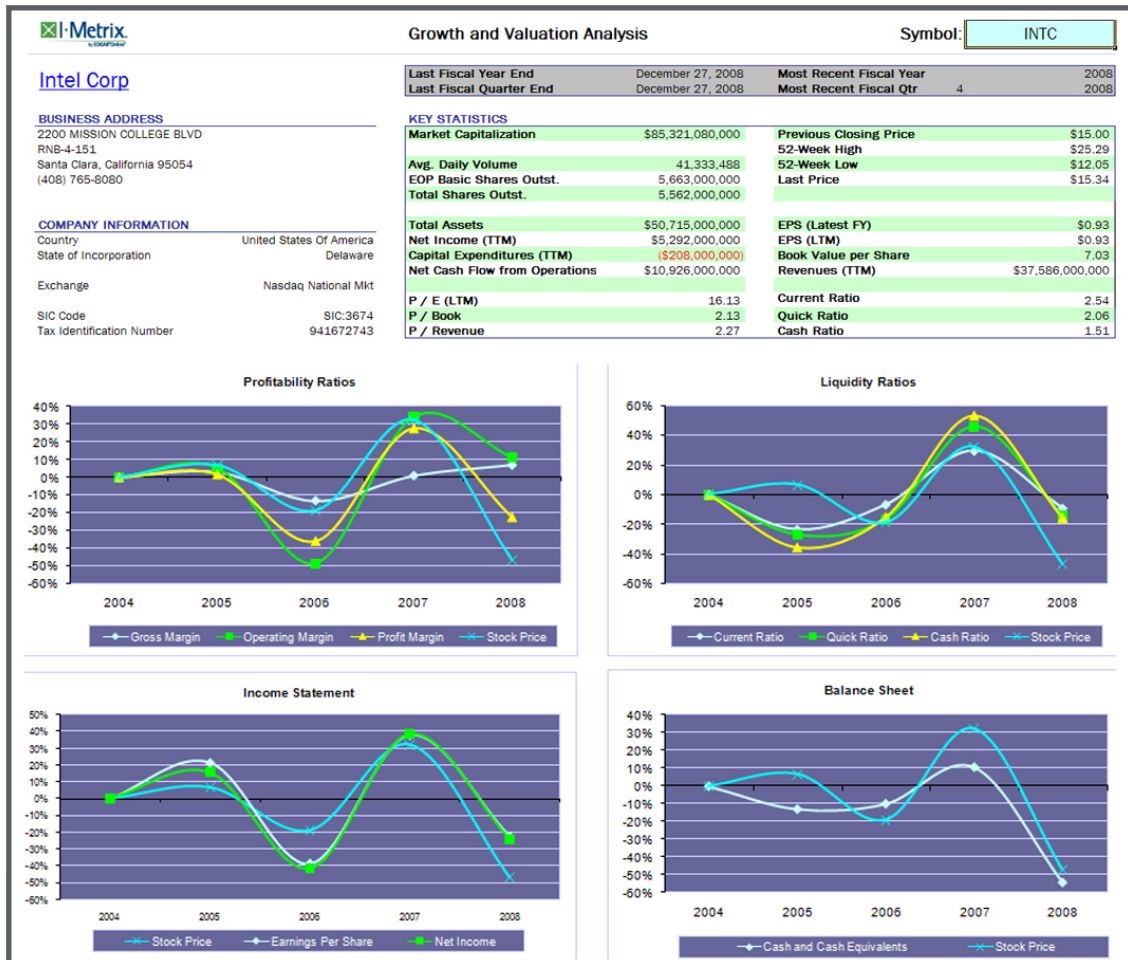 I·Metrix.
by EDGAR Online®
Growth and Valuation Analysis
Symbol: INTC
Intel Corp
Last Fiscal Year End December 27, 2008 Most Recent Fiscal Year 2008
Last Fiscal Quarter End December 27, 2008 Most Recent Fiscal Qtr 4 2008
BUSINESS ADDRESS
2200 MISSION COLLEGE BLVD
RNB-4-151
Santa Clara, California 95054
(408) 765-8080
KEY STATISTICS
Market Capitalization $85,321,080,000 Previous Closing Price $15.00
52-Week High $25.29
Avg. Daily Volume 41,333,488 52-Week Low $12.05
EOP Basic Shares Outst. 5,663,000,000 Last Price $15.34
Total Shares Outst. 5,562,000,000
COMPANY INFORMATION
Country United States Of America
State of Incorporation Delaware
Exchange Nasdaq National Mkt
SIC Code SIC:3674
Tax Identification Number 941672743
Total Assets $50,715,000,000 EPS (Latest FY) $0.93
Net Income (TTM) $5,292,000,000 EPS (LTM) $0.93
Capital Expenditures (TTM) ($208,000,000) Book Value per Share 7.03
Net Cash Flow from Operations $10,926,000,000 Revenues (TTM) $37,586,000,000
P / E (LTM) 16.13 Current Ratio 2.54
P / Book 2.13 Quick Ratio 2.06
P / Revenue 2.27 Cash Ratio 1.51
Profitability Ratios
40%
30%
20%
10%
0%
-10%
-20%
-30%
-40%
-50%
-60%
2004 2005 2006 2007 2008
Gross Margin Operating Margin Profit Margin Stock Price
Liquidity Ratios
60%
40%
20%
0%
-20%
-40%
-60%
2004 2005 2006 2007 2008
Current Ratio Quick Ratio Cash Ratio Stock Price
Income Statement
50%
40%
30%
20%
10%
0%
-10%
-20%
-30%
-40%
-50%
-60%
2004 2005 2006 2007 2008
Stock Price Earnings Per Share Net Income
Balance Sheet
40%
30%
20%
10%
0%
-10%
-20%
-30%
-40%
-50%
-60%
2004 2005 2006 2007 2008
Cash and Cash Equivalents Stock Price